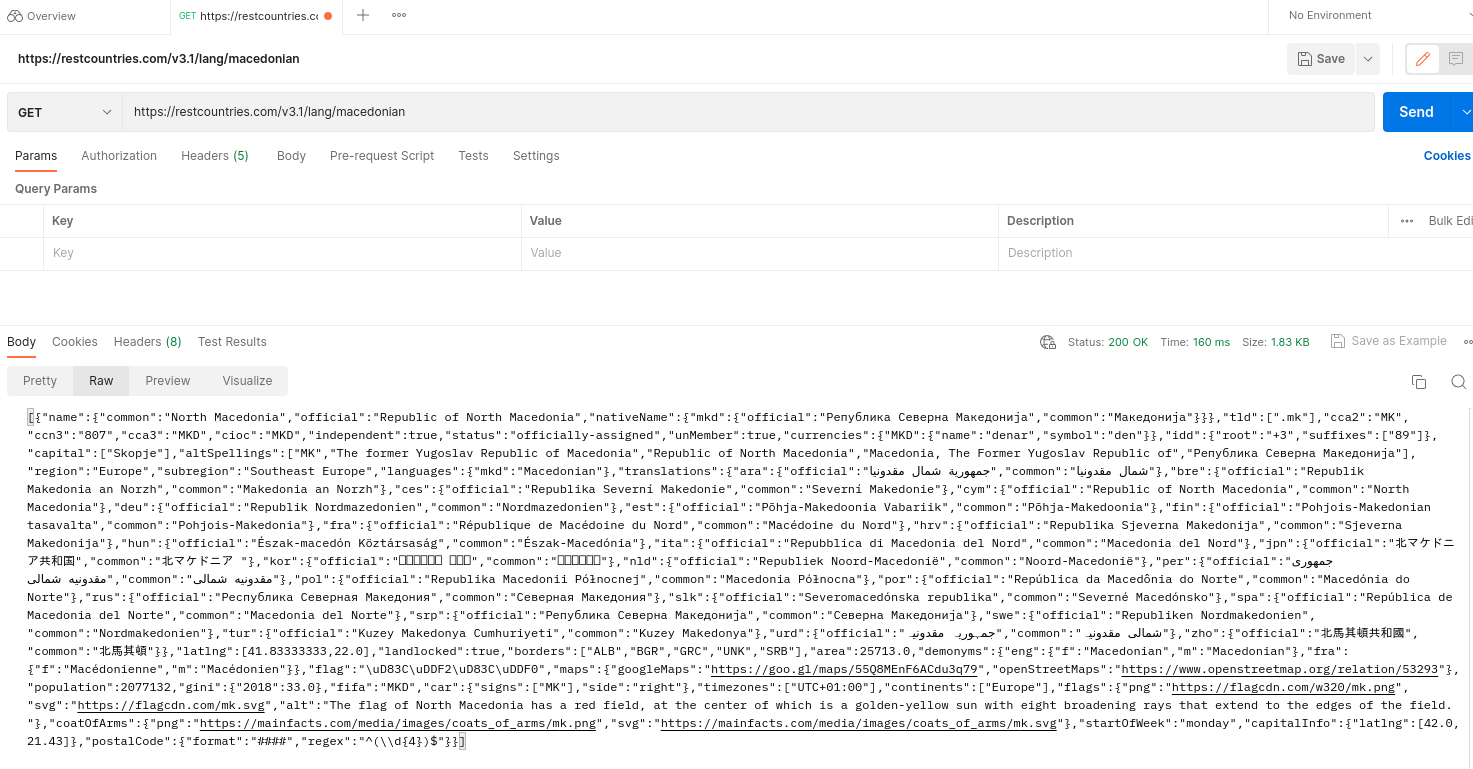 Overview
GET https://restcountries.cc
No Environment
https://restcountries.com/v3.1/lang/macedonian
Save
GET
https://restcountries.com/v3.1/lang/macedonian
Send
Params Authorization Headers (5) Body Pre-request Script Tests Settings
Cookies
Query Params
Key Value Description
Bulk Edi
Key Value Description
Body Cookies Headers (8) Test Results
Status: 200 OK Time: 160 ms Size: 1.83 KB
Save as Example
Pretty Raw Preview Visualize
[{"name":{"common":"North Macedonia","official":"Republic of North Macedonia","nativeName":{"mkd":{"official":"Република Северна Македонија","common":"Македонија"}}},"tld":[".mk"],"cca2":"MK",
"ccn3":"807","cca3":"MKD","cioc":"MKD","independent":true,"status":"officially-assigned","unMember":true,"currencies":{"MKD":{"name":"denar","symbol":"den"}},"idd":{"root":"+3","suffixes":["89"]},
"capital":["Skopje"],"altSpellings":["MK","The former Yugoslav Republic of Macedonia","Republic of North Macedonia","Macedonia, The Former Yugoslav Republic of","Република Северна Македонија"],
"region":"Europe","subregion":"Southeast Europe","languages":{"mkd":"Macedonian"},"translations":{"ara":{"official":"جمهورية شمال مقدونيا","common":"شمال مقدونيا"},"bre":{"official":"Republik
Makedonia an Norzh","common":"Makedonia an Norzh"},"ces":{"official":"Republika Severní Makedonie","common":"Severní Makedonie"},"cym":{"official":"Republic of North Macedonia","common":"North
Macedonia"},"deu":{"official":"Republik Nordmazedonien","common":"Nordmazedonien"},"est":{"official":"Põhja-Makedoonia Vabariik","common":"Põhja-Makedoonia"},"fin":{"official":"Pohjois-Makedonian
tasavalta","common":"Pohjois-Makedonia"},"fra":{"official":"République de Macédoine du Nord","common":"Macédoine du Nord"},"hrv":{"official":"Republika Sjeverna Makedonija","common":"Sjeverna
Makedonija"},"hun":{"official":"Észak-macedón Köztársaság","common":"Észak-Macedónia"},"ita":{"official":"Repubblica di Macedonia del Nord","common":"Macedonia del Nord"},"jpn":{"official":"北マケドニ
ア共和国","common":"北マケドニア "},"kor":{"official":"□□□□□□ □□□","common":"□□□□□□"},"nld":{"official":"Republiek Noord-Macedonië","common":"Noord-Macedonië"},"per":{"official":"جمهوری
مقدونیه شمالی","common":"مقدونیه شمالی"},"pol":{"official":"Republika Macedonii Północnej","common":"Macedonia Północna"},"por":{"official":"República da Macedônia do Norte","common":"Macedónia do
Norte"},"rus":{"official":"Республика Северная Македония","common":"Северная Македония"},"slk":{"official":"Severomacedónska republika","common":"Severné Macedónsko"},"spa":{"official":"República de
Macedonia del Norte","common":"Macedonia del Norte"},"srp":{"official":"Република Северна Македонија","common":"Северна Македонија"},"swe":{"official":"Republiken Nordmakedonien",
"common":"Nordmakedonien"},"tur":{"official":"Kuzey Makedonya Cumhuriyeti","common":"Kuzey Makedonya"},"urd":{"official":"جمہوریہ مقدونیہ","common":"شمالی مقدونیہ"},"zho":{"official":"北馬其頓共和國",
"common":"北馬其頓"}},"latlng":[41.83333333,22.0],"landlocked":true,"borders":["ALB","BGR","GRC","UNK","SRB"],"area":25713.0,"demonyms":{"eng":{"f":"Macedonian","m":"Macedonian"},"fra":
{"f":"Macédonienne","m":"Macédonien"}},"flag":"\uD83C\uDDF2\uD83C\uDDF0","maps":{"googleMaps":"https://goo.gl/maps/55Q8MEnF6ACdu3q79","openStreetMaps":"https://www.openstreetmap.org/relation/53293"},
"population":2077132,"gini":{"2018":33.0},"fifa":"MKD","car":{"signs":["MK"],"side":"right"},"timezones":["UTC+01:00"],"continents":["Europe"],"flags":{"png":"https://flagcdn.com/w320/mk.png",
"svg":"https://flagcdn.com/mk.svg","alt":"The flag of North Macedonia has a red field, at the center of which is a golden-yellow sun with eight broadening rays that extend to the edges of the field.
"},"coatOfArms":{"png":"https://mainfacts.com/media/images/coats_of_arms/mk.png","svg":"https://mainfacts.com/media/images/coats_of_arms/mk.svg"},"startOfWeek":"monday","capitalInfo":{"latlng":[42.0,
21.43]},"postalCode":{"format":"####","regex":"^(\\d{4})$"}}]